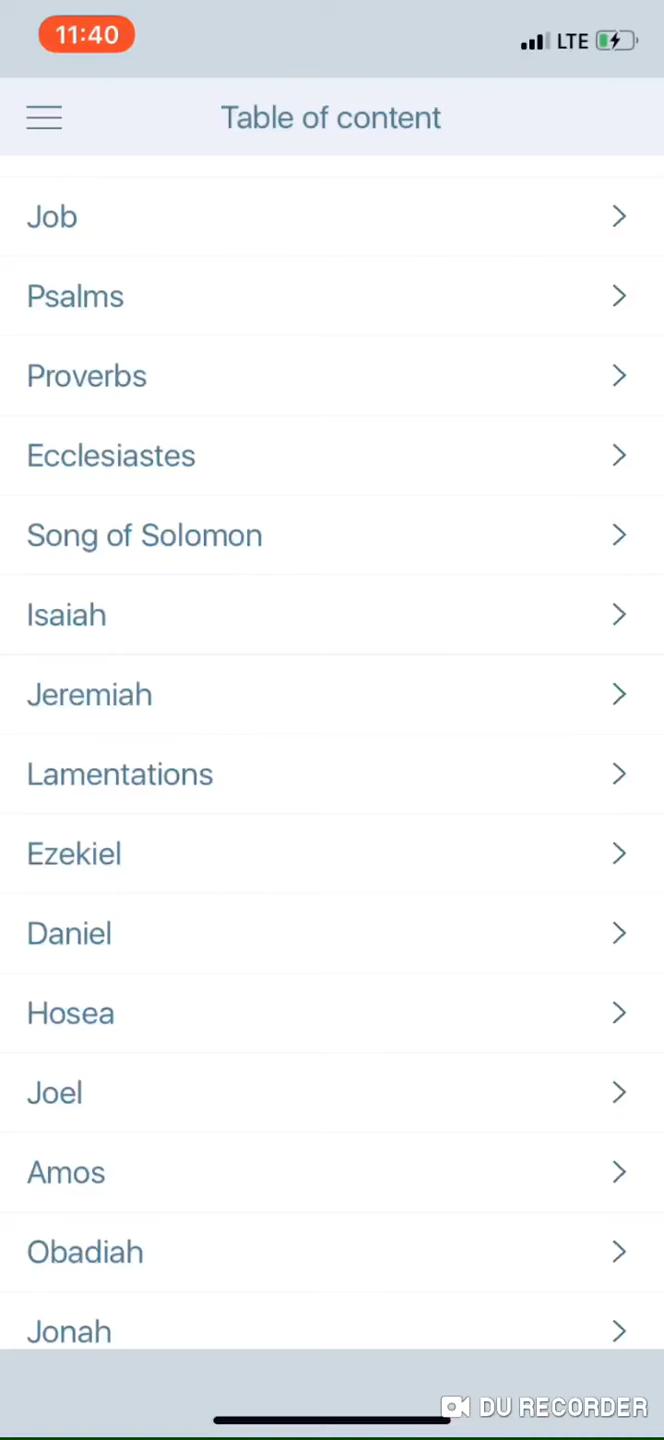 11:40
LTE
Table of content
Job
Psalms
Proverbs
Ecclesiastes
Song of Solomon
Isaiah
Jeremiah
Lamentations
Ezekiel
Daniel
Hosea
Joel
Amos
Obadiah
Jonah
DU RECORDER